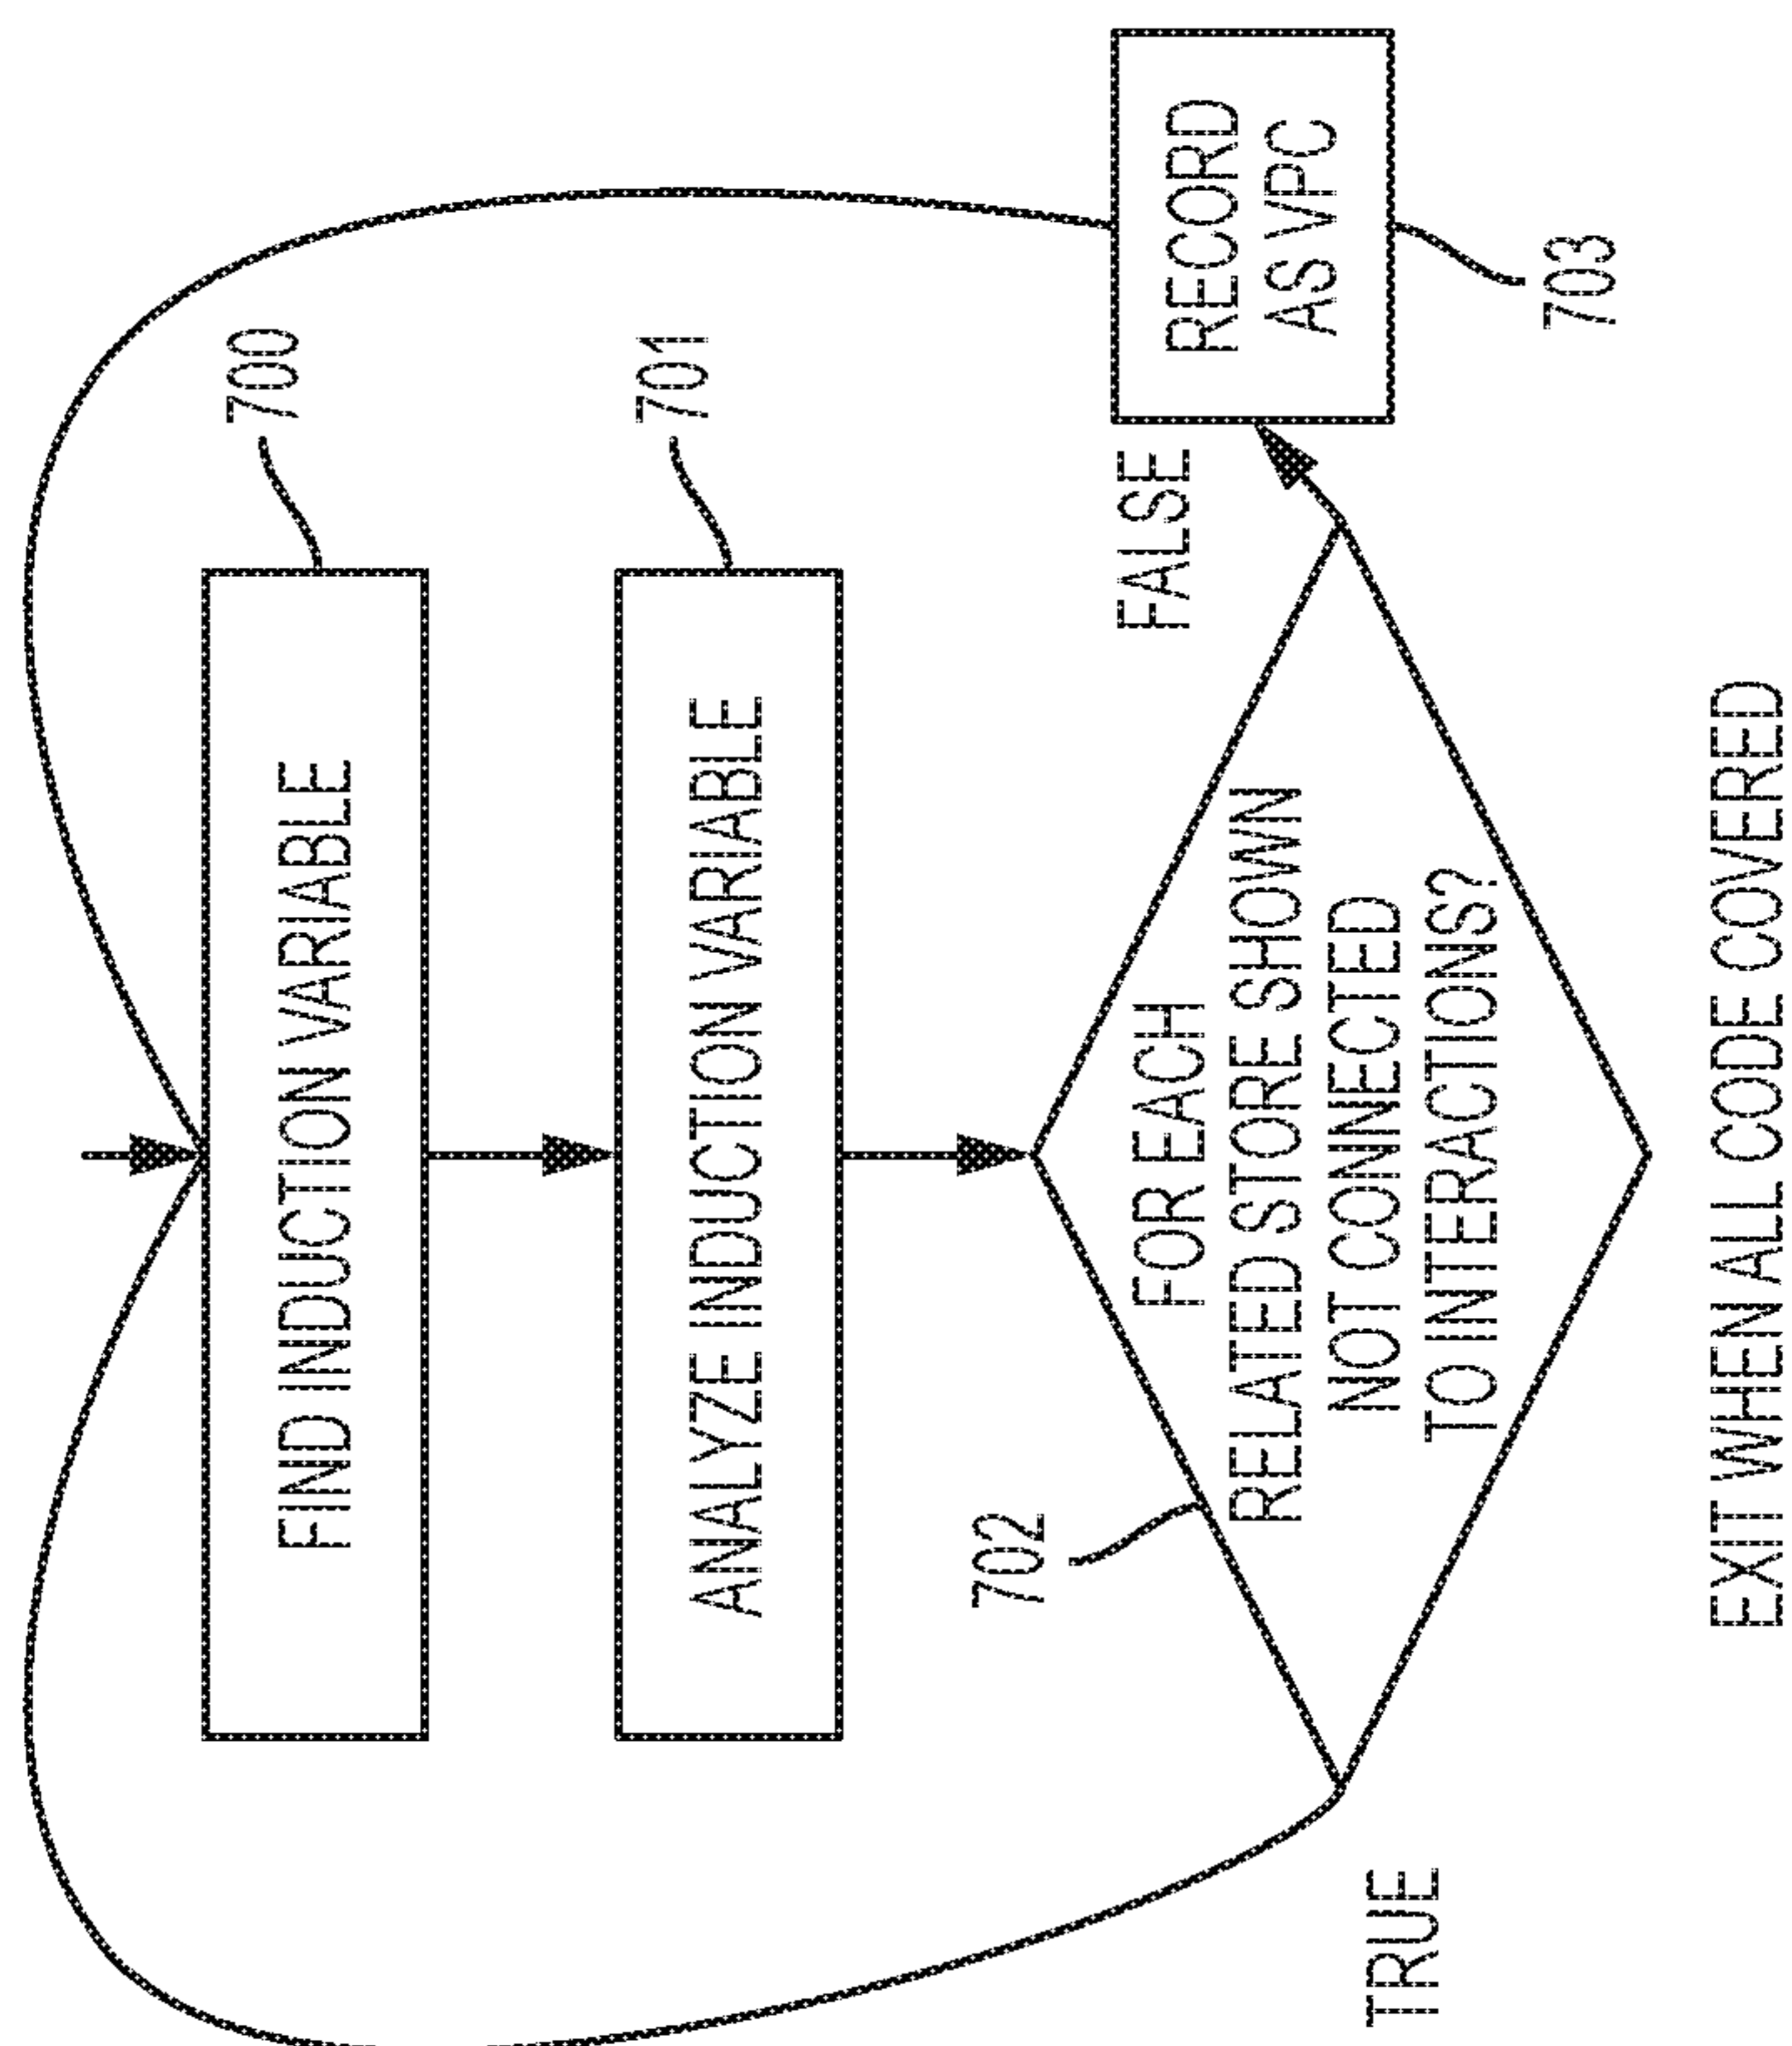 FIND INDUCTION VARIABLE
700
ANALYZE INDUCTION VARIABLE
701
702
FOR EACH
RELATED STORE SHOWN
NOT CONNECTED
TO INTERACTIONS?
TRUE
FALSE
RECORD
AS VPC
703
EXIT WHEN ALL CODE COVERED